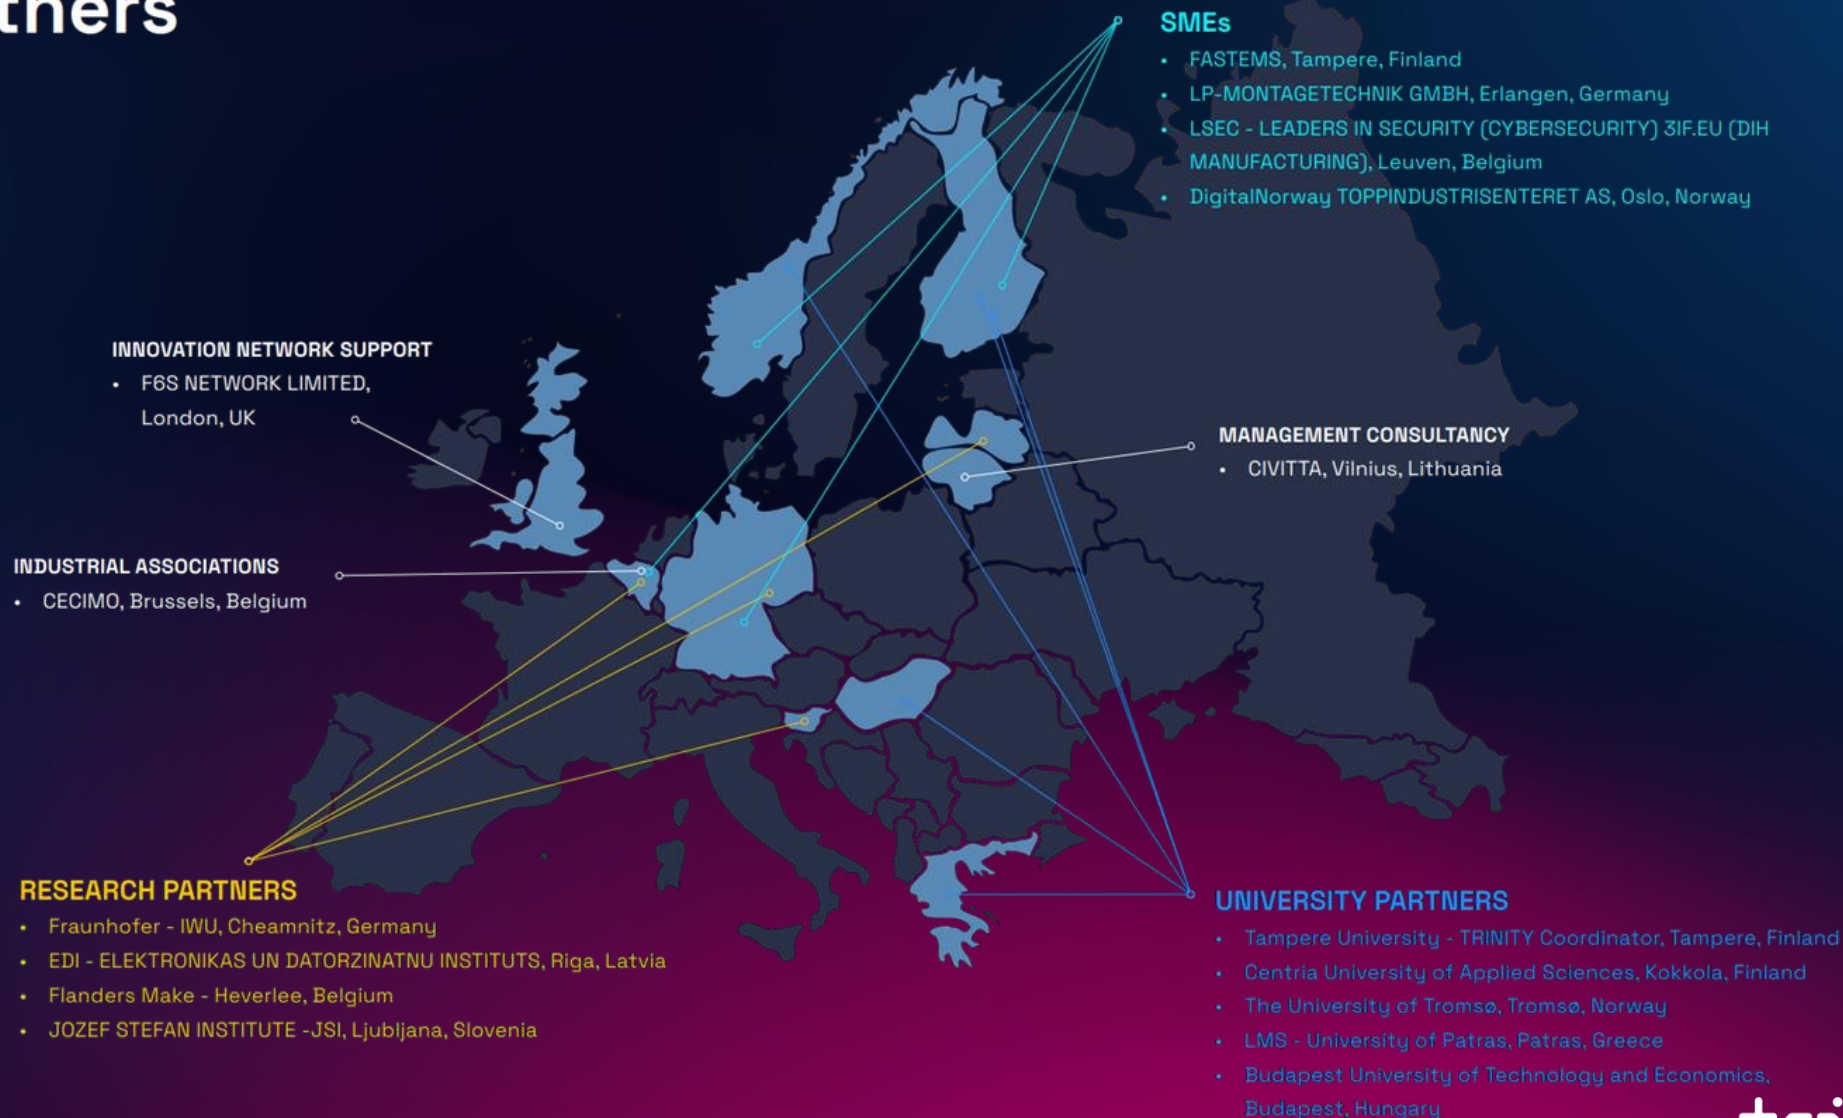 tners
SMEs
• FASTEMS, Tampere, Finland
• LP-MONTAGETECHNIK GMBH, Erlangen, Germany
• LSEC - LEADERS IN SECURITY (CYBERSECURITY) 3IF.EU (DIH
MANUFACTURING), Leuven, Belgium
• DigitalNorway TOPPINDUSTRISENTERET AS, Oslo, Norway
INNOVATION NETWORK SUPPORT
• F6S NETWORK LIMITED,
London, UK
MANAGEMENT CONSULTANCY
• CIVITTA, Vilnius, Lithuania
INDUSTRIAL ASSOCIATIONS
• CECIMO, Brussels, Belgium
RESEARCH PARTNERS
• Fraunhofer - IWU, Cheamnitz, Germany
• EDI - ELEKTRONIKAS UN DATORZINATNU INSTITUTS, Riga, Latvia
• Flanders Make - Heverlee, Belgium
• JOZEF STEFAN INSTITUTE -JSI, Ljubljana, Slovenia
UNIVERSITY PARTNERS
• Tampere University - TRINITY Coordinator, Tampere, Finland
• Centria University of Applied Sciences, Kokkola, Finland
• The University of Tromsø, Tromsø, Norway
• LMS - University of Patras, Patras, Greece
• Budapest University of Technology and Economics,
Budapest, Hungary